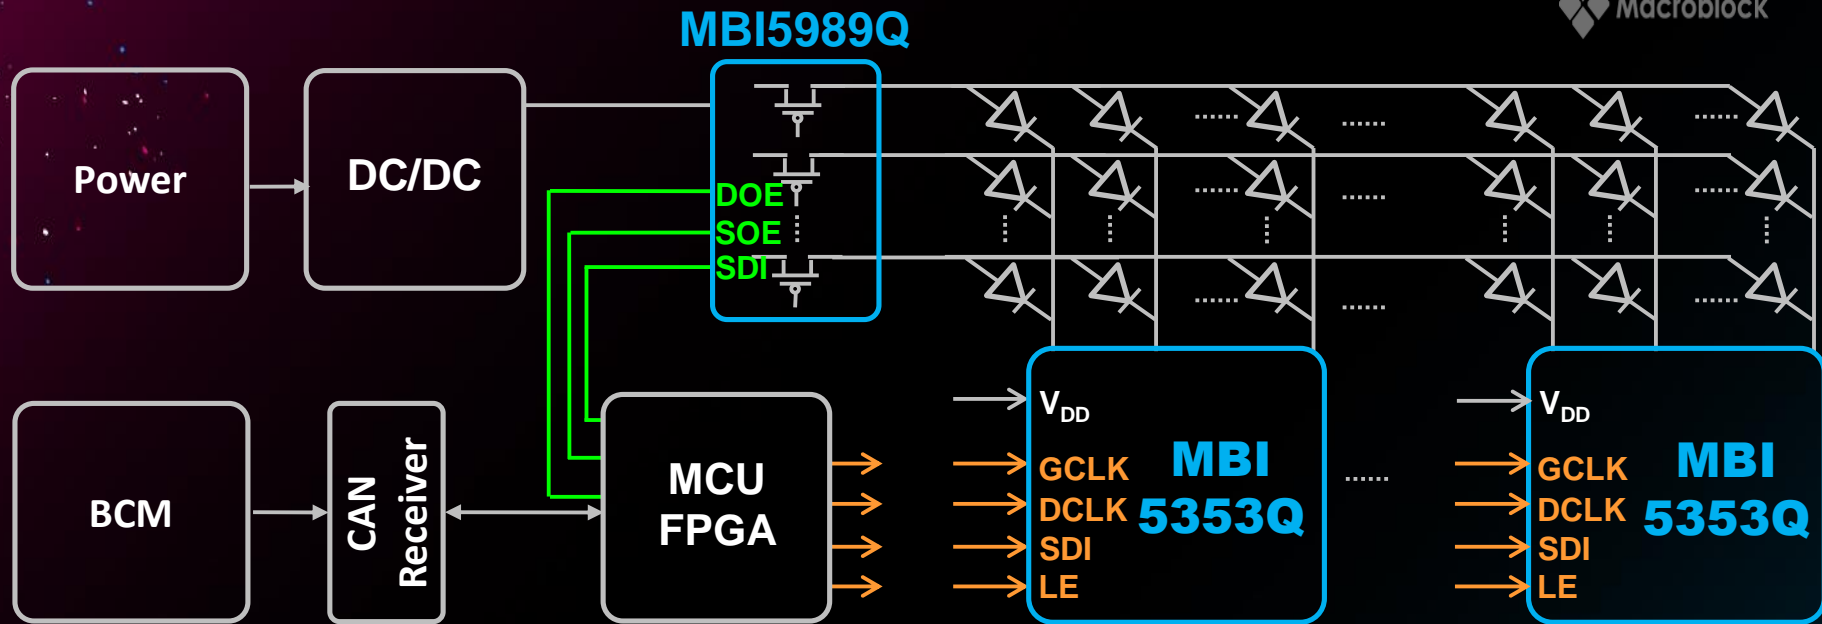 Macroblock
MBI5989Q
Power
DC/DC
DOE
SOE
SDI
BCM
CAN
Receiver
MCU
FPGA
VDD
GCLK
DCLK
SDI
LE
MBI
5353Q
VDD
GCLK
DCLK
SDI
LE
MBI
5353Q